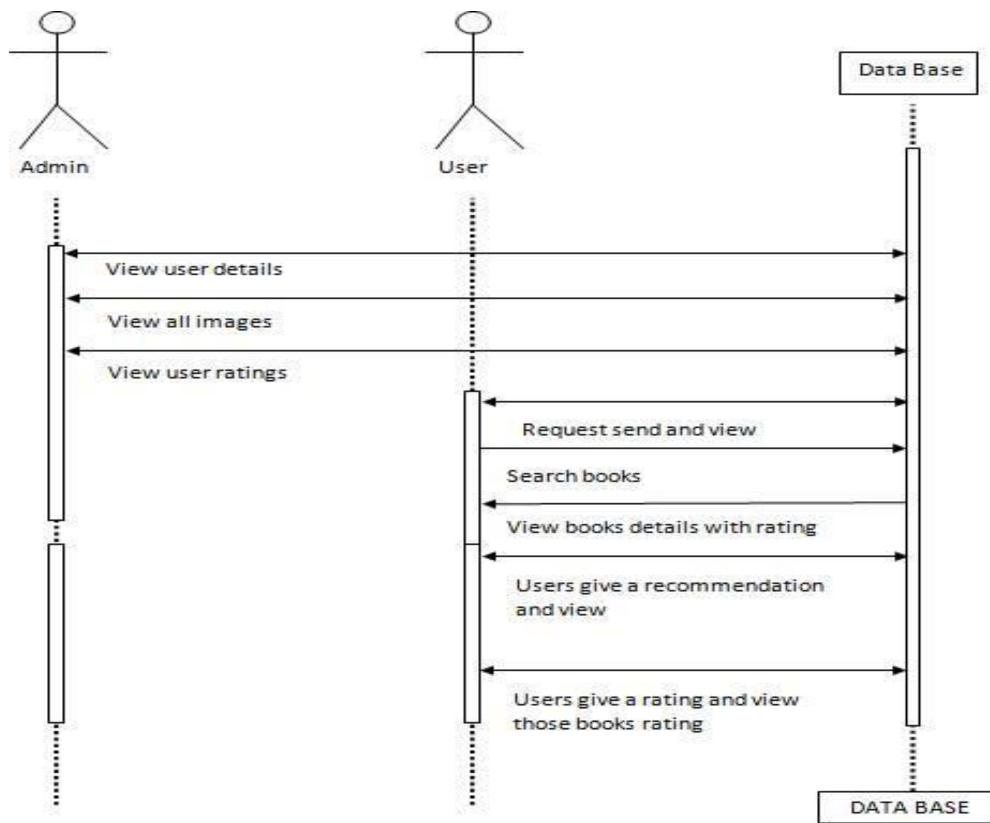 Data Base
Admin
User
View user details
View all images
View user ratings
Request send and view
Search books
View books details with rating
Users give a recommendation
and view
Users give a rating and view
those books rating
DATA BASE